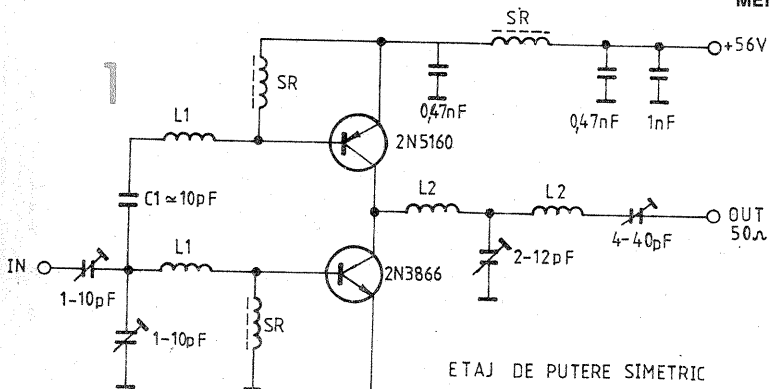 1
SR
+56V
SR
0,47nF
0,47nF
1nF
L1
2N5160
C1≃10pF
L2
L2
OUT
50Ω
4-40pF
2-12pF
IN
L1
2N3866
1-10pF
1-10pF
SR
ETAJ DE PUTERE SIMETRIC